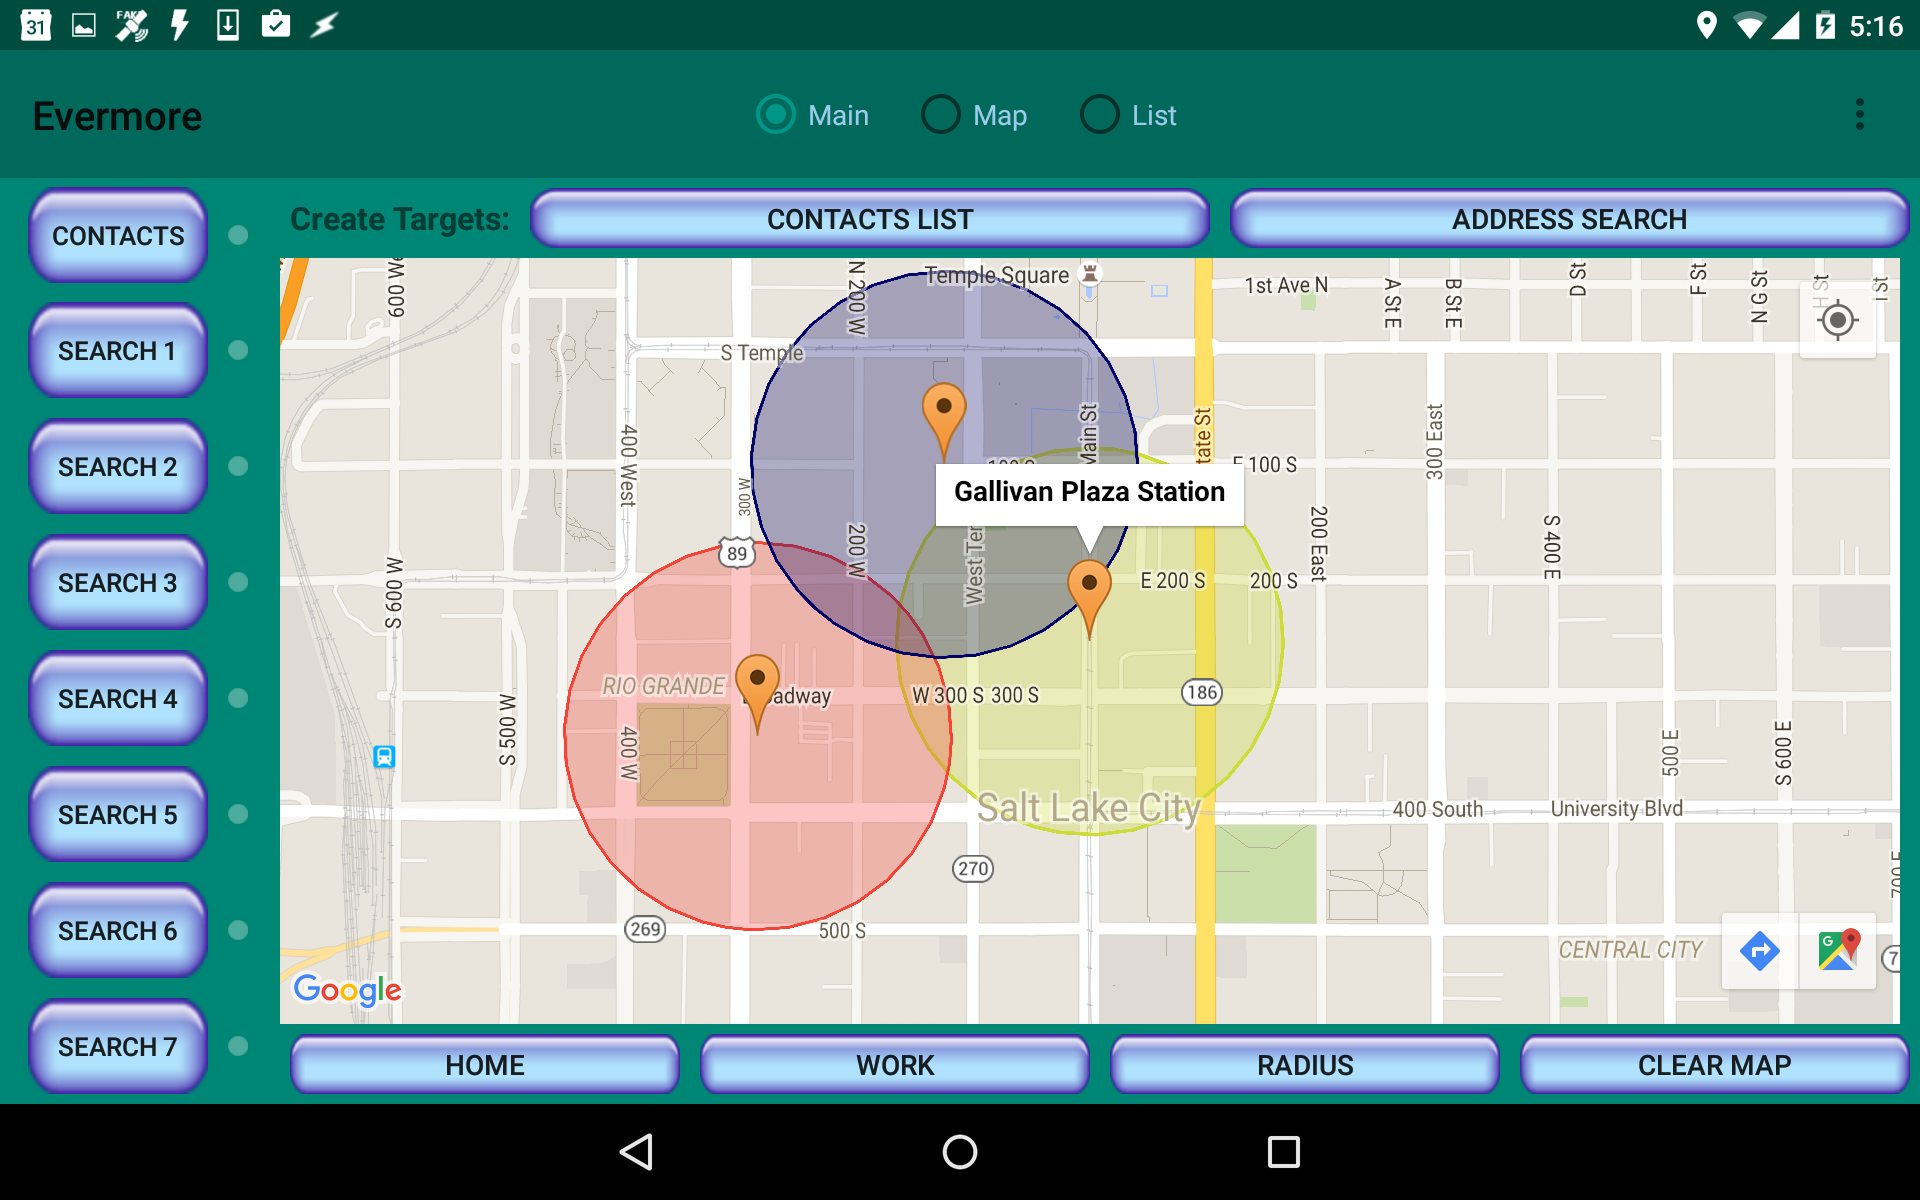 31
FAKE
5:16
Evermore
Main
Map
List
CONTACTS
Create Targets:
CONTACTS LIST
ADDRESS SEARCH
SEARCH 1
SEARCH 2
SEARCH 3
SEARCH 4
SEARCH 5
SEARCH 6
SEARCH 7
N 200 W
Temple Square
1st Ave N
A St E
B St E
D St
F St
N G St
H St
I St
S Temple
400 West
300 W
200 W
Main St
E 100 S
300 East
Gallivan Plaza Station
89
West
E 200 S
200 S
200 East
S 400 E
S 600 W
RIO GRANDE
W 300 S
300 S
186
S 500 W
400 W
500 E
S 600 E
Salt Lake City
400 South
University Blvd
270
269
500 S
CENTRAL CITY
G
Google
HOME
WORK
RADIUS
CLEAR MAP